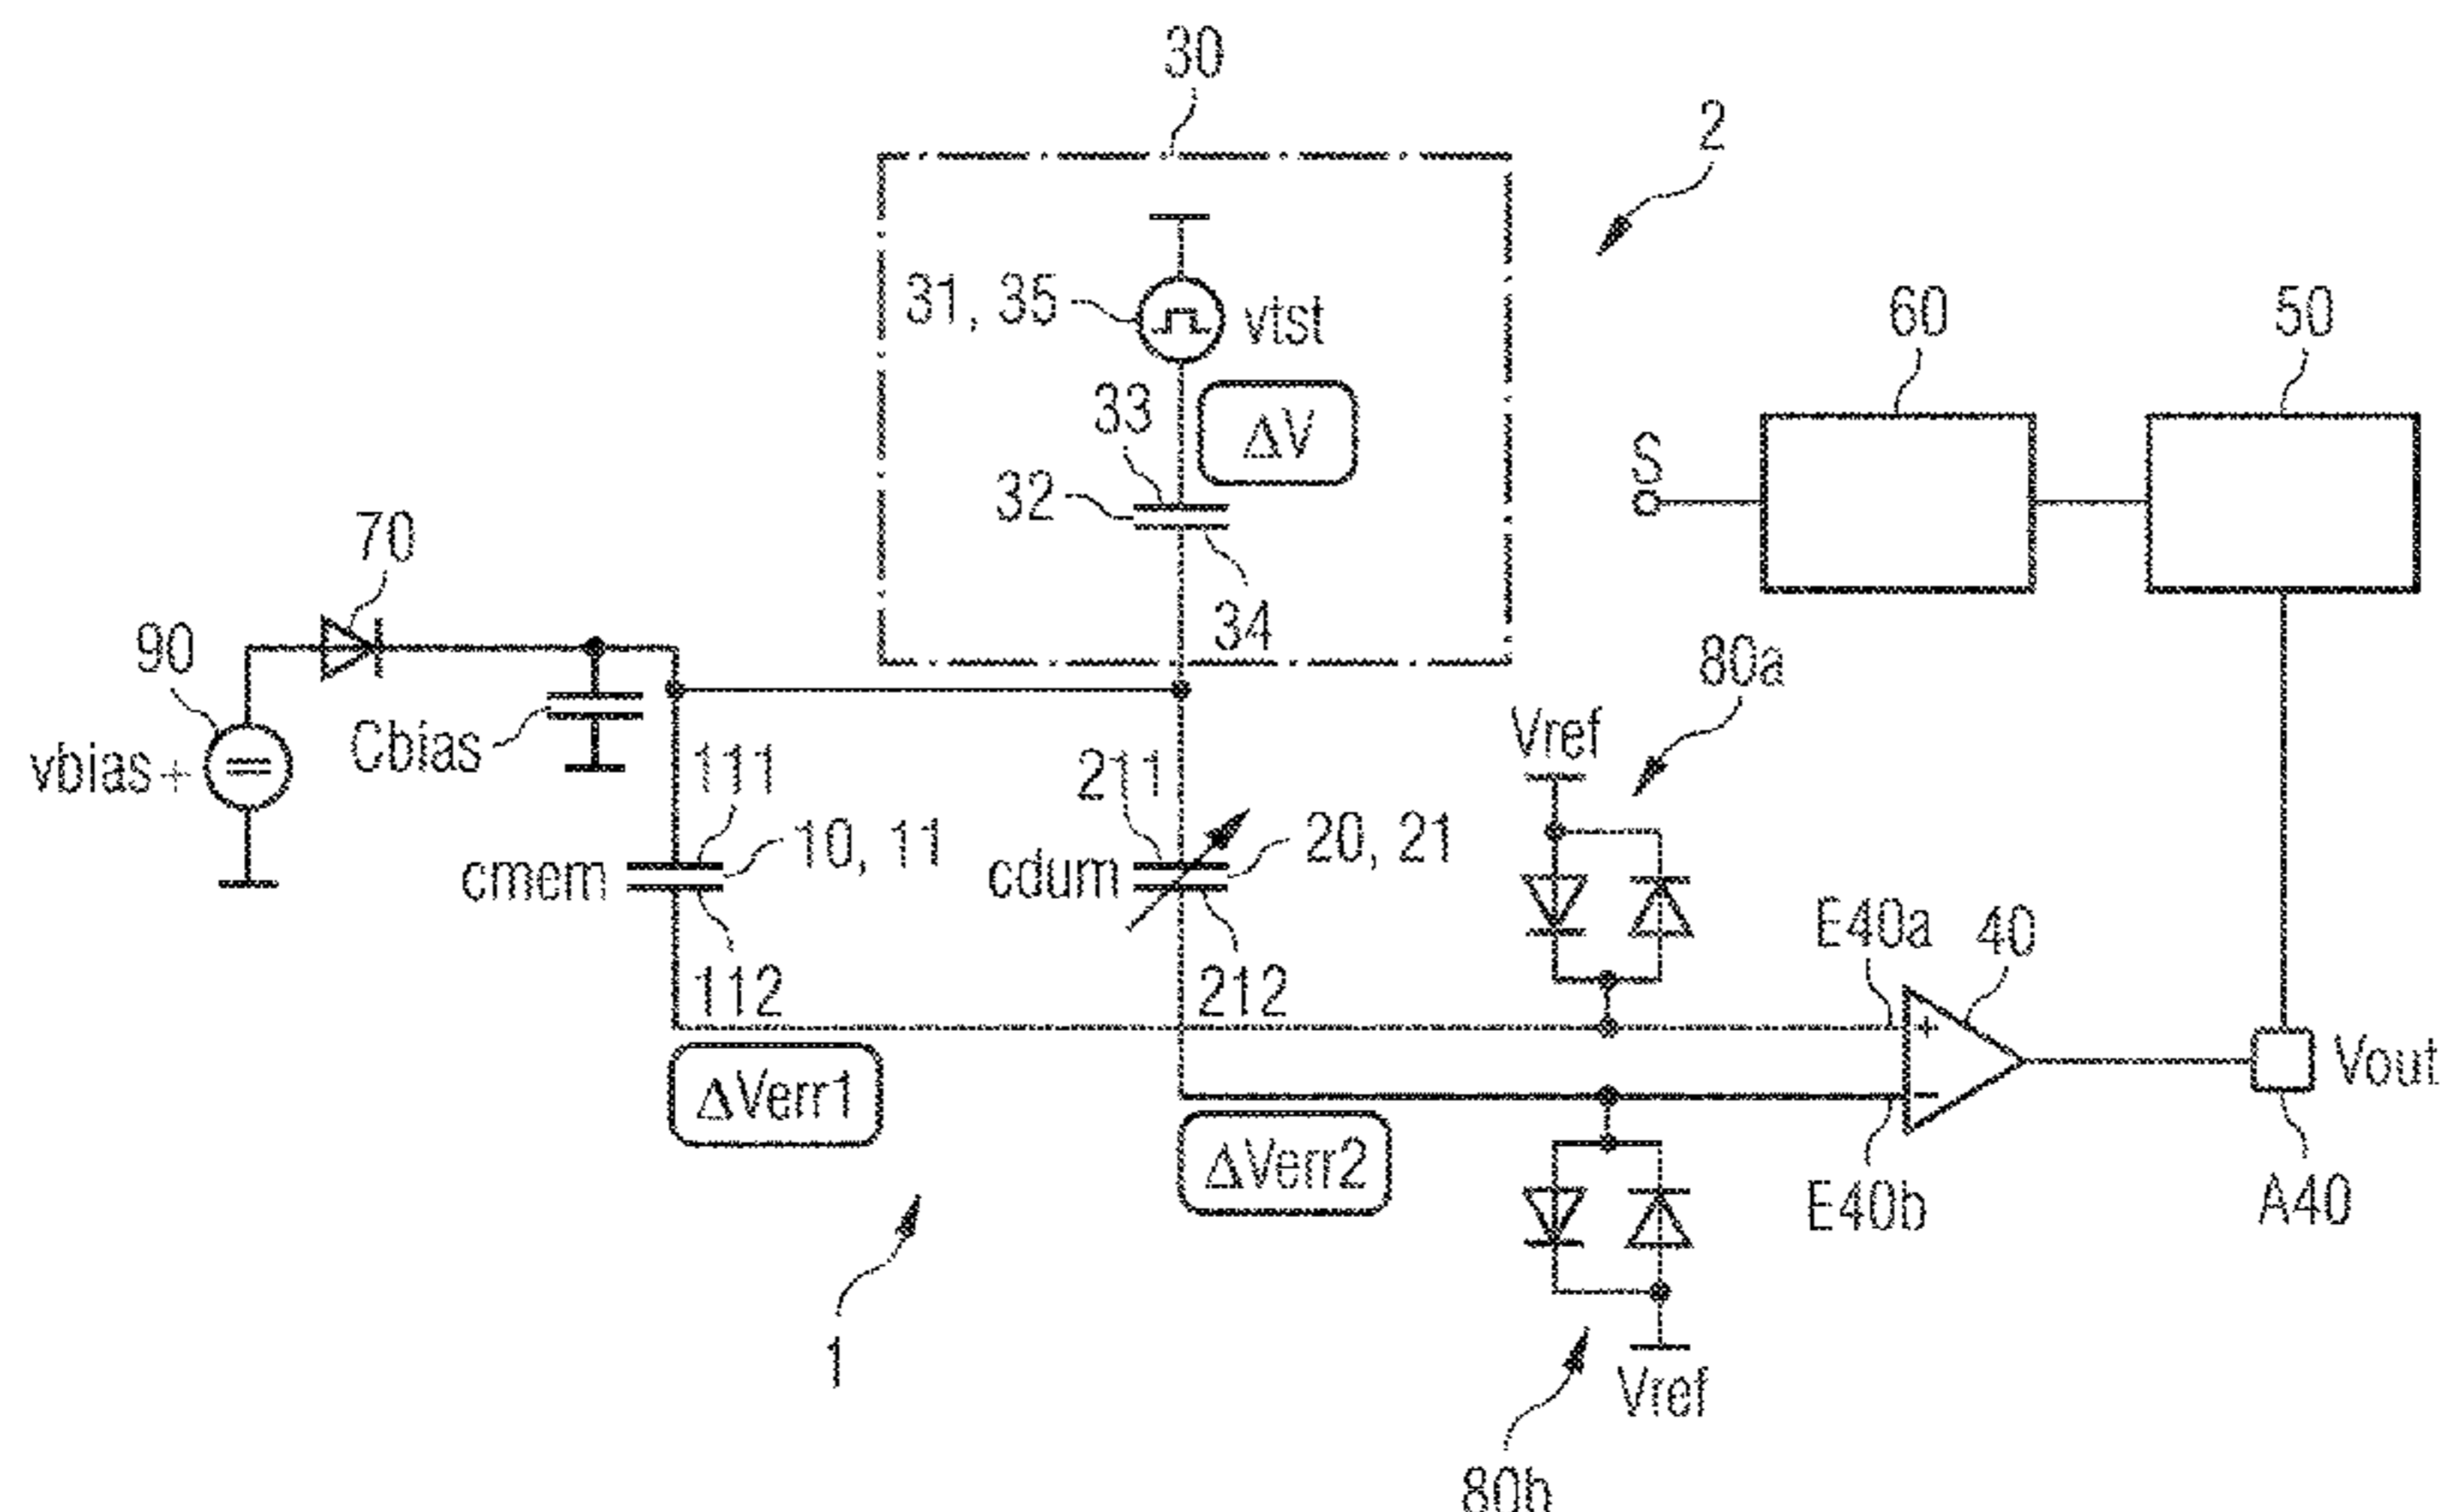 30
2
31, 35
vtst
60
50
33
ΔV
S
32
70
34
90
80a
Vref
vbias+
Cbias
111
211
10, 11
20, 21
cmem
cdum
E40a
40
112
212
+
ΔVerr1
−
Vout
ΔVerr2
E40b
A40
1
Vref
80b